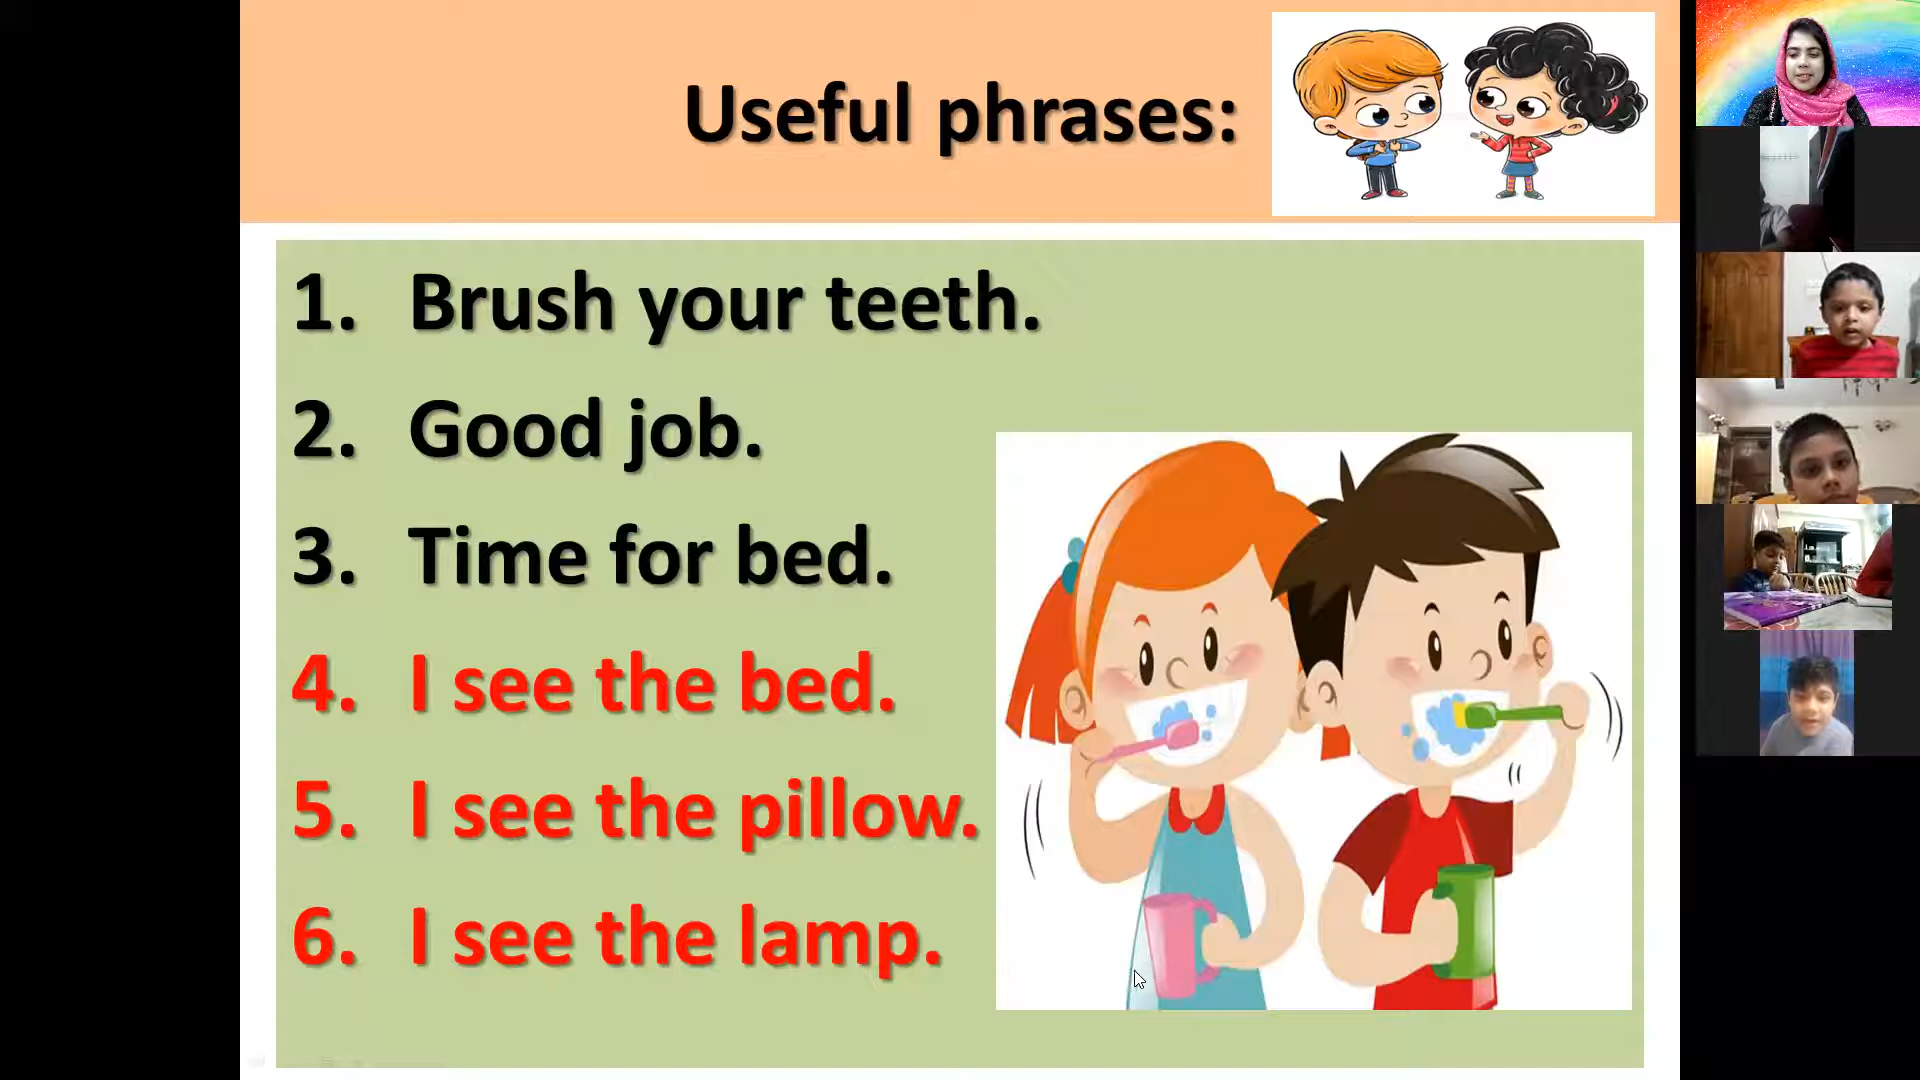 Useful phrases:
1. Brush your teeth.
2. Good job.
3. Time for bed.
4. I see the bed.
5. I see the pillow.
6. I see the lamp.